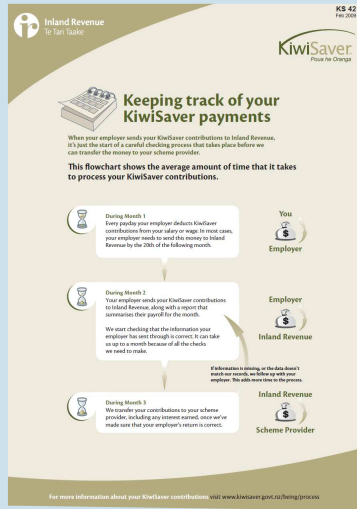 Inland Revenue
Te Tari Taake
KS 42
Feb 2009
KiwiSaver
Poua he Oranga
Keeping track of your
KiwiSaver payments
When your employer sends your KiwiSaver contributions to Inland Revenue,
it's just the start of a careful checking process that takes place before we
can transfer the money to your scheme provider.
This flowchart shows the average amount of time that it takes
to process your KiwiSaver contributions.
During Month 1
Every payday your employer deducts KiwiSaver
contributions from your salary or wage. In most cases,
your employer needs to send this money to Inland
Revenue by the 20th of the following month.
You
$
Employer
During Month 2
Your employer sends your KiwiSaver contributions
to Inland Revenue, along with a report that
summarises their payroll for the month.
We start checking that the information your
employer has sent through is correct. It can take
us up to a month because of all the checks
we need to make.
Employer
$
Inland Revenue
If information is missing, or the data doesn't
match our records, we follow up with your
employer. This adds more time to the process.
During Month 3
We transfer your contributions to your scheme
provider, including any interest earned, once we've
made sure that your employer's return is correct.
Inland Revenue
$
Scheme Provider
For more information about your KiwiSaver contributions visit www.kiwisaver.govt.nz/being/process